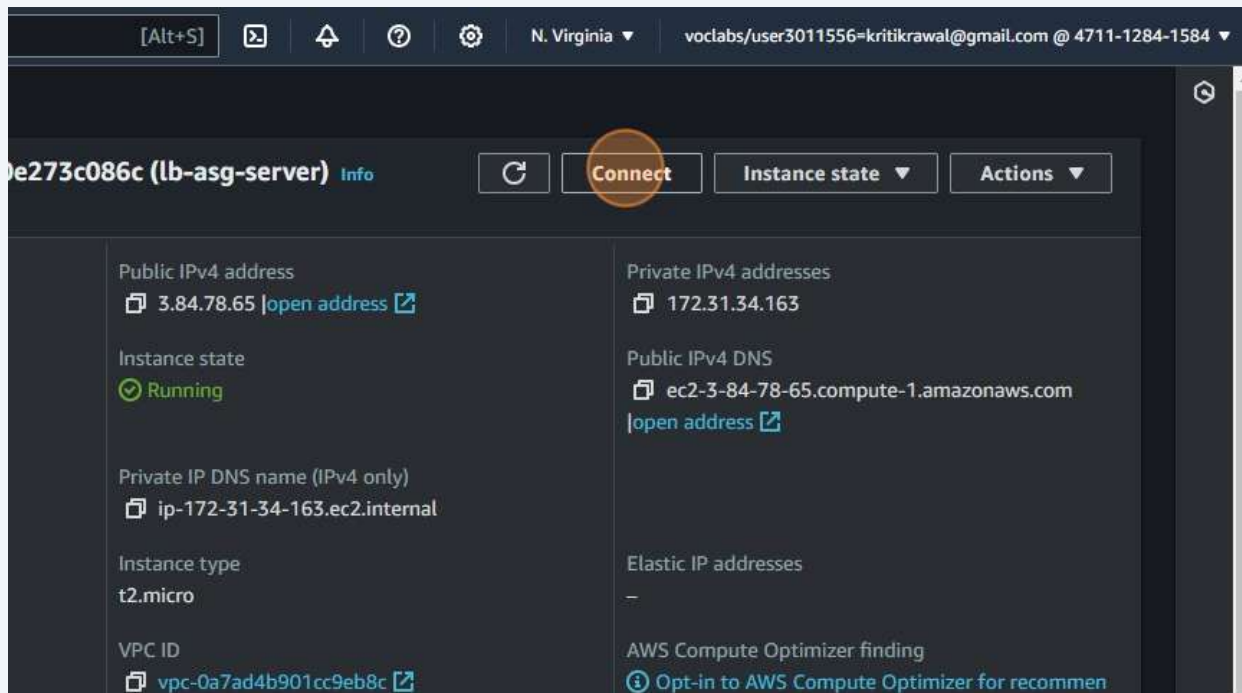 [Alt+S] N. Virginia ▼ voclabs/user3011556=kritikrawal@gmail.com @ 4711-1284-1584 ▼
0e273c086c (lb-asg-server) Info Connect Instance state ▼ Actions ▼
Public IPv4 address
3.84.78.65 |open address
Private IPv4 addresses
172.31.34.163
Instance state
Running
Public IPv4 DNS
ec2-3-84-78-65.compute-1.amazonaws.com
|open address
Private IP DNS name (IPv4 only)
ip-172-31-34-163.ec2.internal
Instance type
t2.micro
Elastic IP addresses
–
VPC ID
vpc-0a7ad4b901cc9eb8c
AWS Compute Optimizer finding
Opt-in to AWS Compute Optimizer for recommen